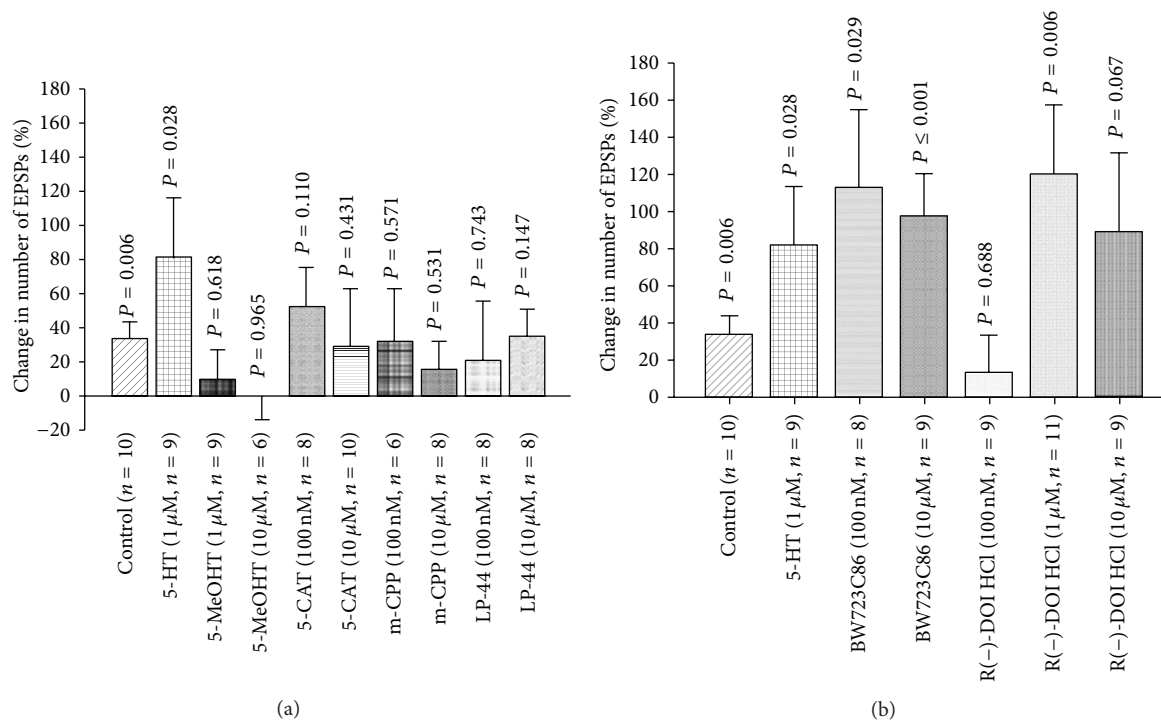 Change in number of EPSPs (%)
180
160
140
120
100
80
60
40
20
0
−20
P = 0.006
P = 0.028
P = 0.618
P = 0.965
P = 0.110
P = 0.431
P = 0.571
P = 0.531
P = 0.743
P = 0.147
Control (n = 10)
5-HT (1 μM, n = 9)
5-MeOHT (1 μM, n = 9)
5-MeOHT (10 μM, n = 6)
5-CAT (100 nM, n = 8)
5-CAT (10 μM, n = 10)
m-CPP (100 nM, n = 6)
m-CPP (10 μM, n = 8)
LP-44 (100 nM, n = 8)
LP-44 (10 μM, n = 8)
(a)
Change in number of EPSPs (%)
180
160
140
120
100
80
60
40
20
0
P = 0.006
P = 0.028
P = 0.029
P ≤ 0.001
P = 0.688
P = 0.006
P = 0.067
Control (n = 10)
5-HT (1 μM, n = 9)
BW723C86 (100 nM, n = 8)
BW723C86 (10 μM, n = 9)
R(−)-DOI HCl (100 nM, n = 9)
R(−)-DOI HCl (1 μM, n = 11)
R(−)-DOI HCl (10 μM, n = 9)
(b)